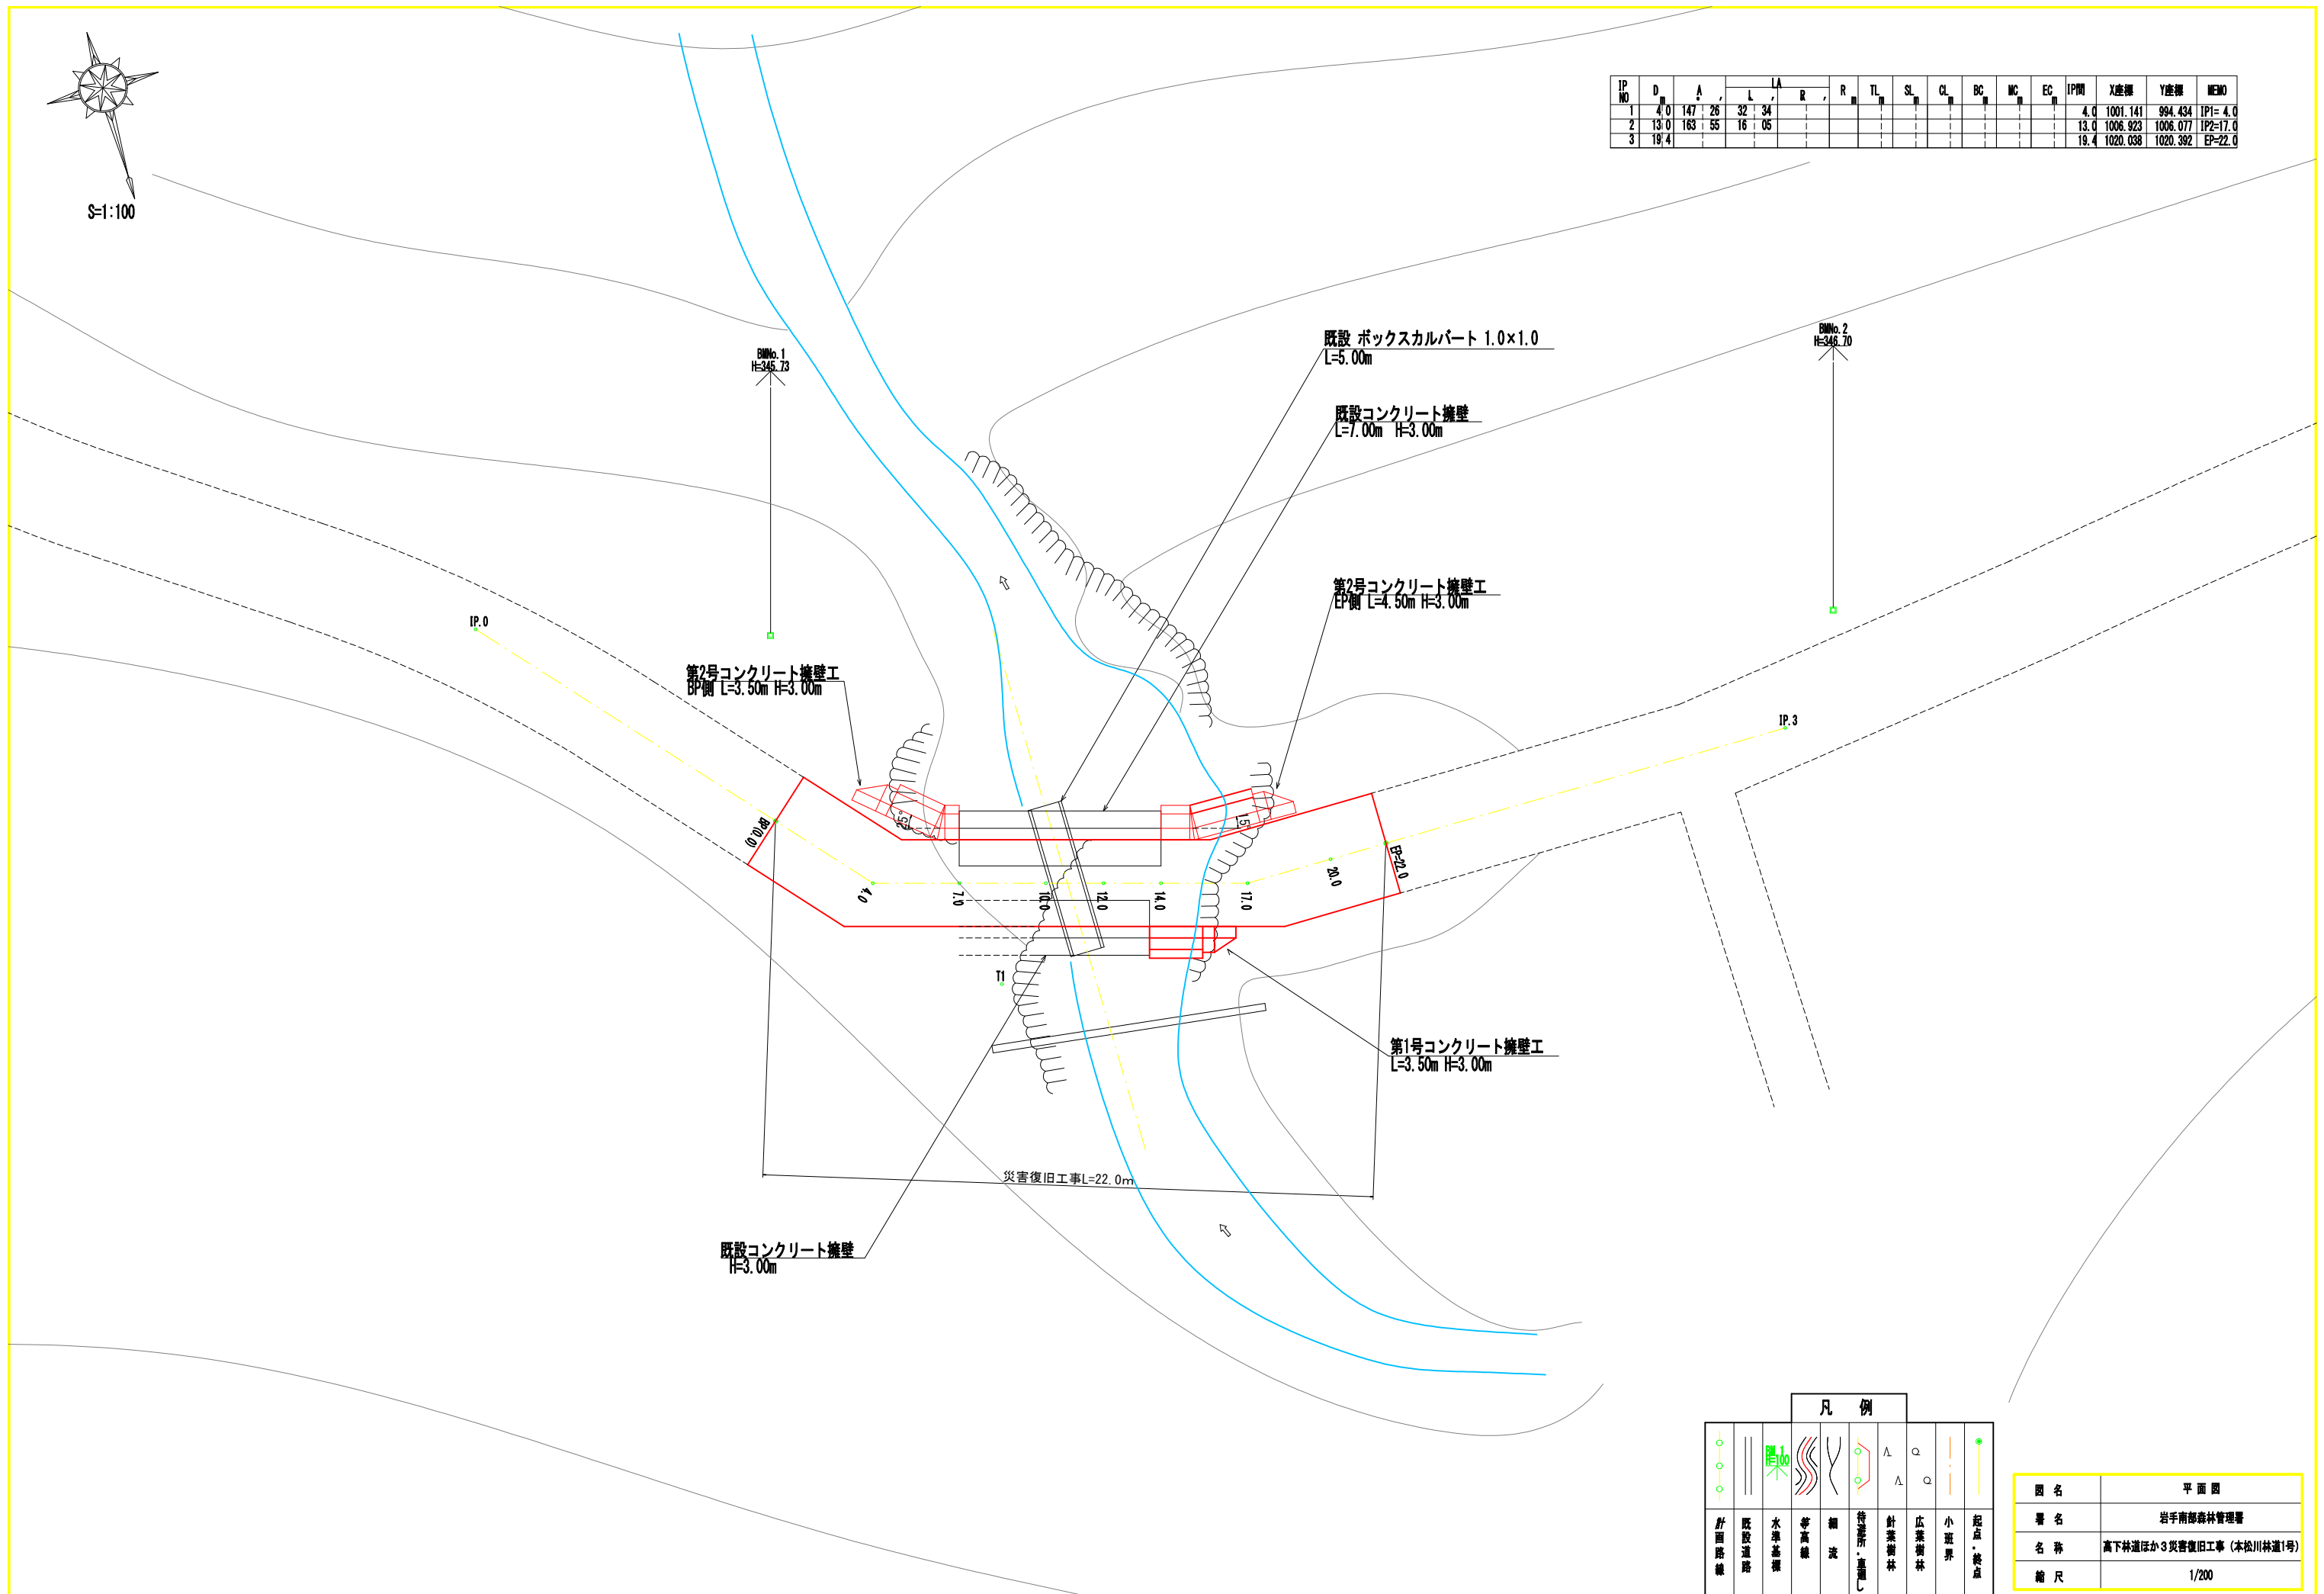 S=1:100
IP NO D m A ° ′ LA L ′ R ′ R m TL m SL m CL m BC m MC m EC m IP間 X座標 Y座標 MEMO
1 4.0 147 26 32 34 4.0 1001.141 994.434 IP1= 4.0
2 13.0 163 55 16 05 13.0 1006.923 1006.077 IP2=17.0
3 19.4 19.4 1020.038 1020.392 EP=22.0
BMNo.1
H=345.73
BMNo.2
H=346.70
既設 ボックスカルバート 1.0×1.0
L=5.00m
既設コンクリート擁壁
L=7.00m H=3.00m
第2号コンクリート擁壁工
EP側 L=4.50m H=3.00m
IP.0
第2号コンクリート擁壁工
BP側 L=3.50m H=3.00m
IP.3
BP(0.0)
25°
15°
4.0
7.0
10.0
12.0
14.0
17.0
20.0
EP=22.0
T1
第1号コンクリート擁壁工
L=3.50m H=3.00m
災害復旧工事L=22.0m
既設コンクリート擁壁
H=3.00m
凡 例
BM.1
H=100
計画路線
既設道路
水準基標
等高線
細流
待避所・車廻し
針葉樹林
広葉樹林
小班界
起点・終点
図 名 平 面 図
署 名 岩手南部森林管理署
名 称 高下林道ほか3災害復旧工事(本松川林道1号)
縮 尺 1/200